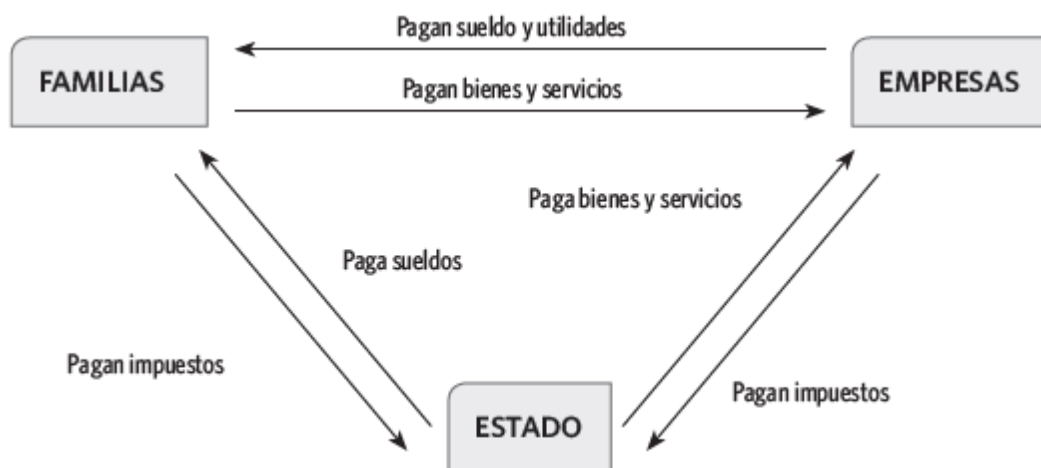 Pagan sueldo y utilidades
FAMILIAS
EMPRESAS
Pagan bienes y servicios
Paga bienes y servicios
Paga sueldos
Pagan impuestos
Pagan impuestos
ESTADO